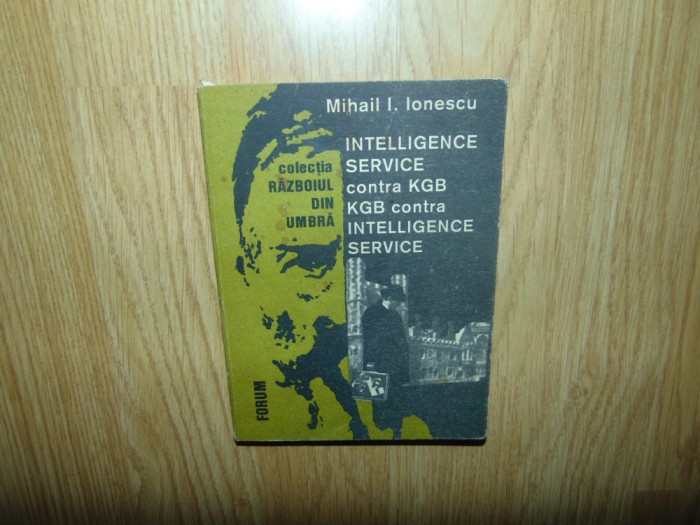 Mihail I. Ionescu
INTELLIGENCE
SERVICE
contra KGB
KGB contra
INTELLIGENCE
SERVICE
colecția
RĂZBOIUL
DIN
UMBRĂ
FORUM